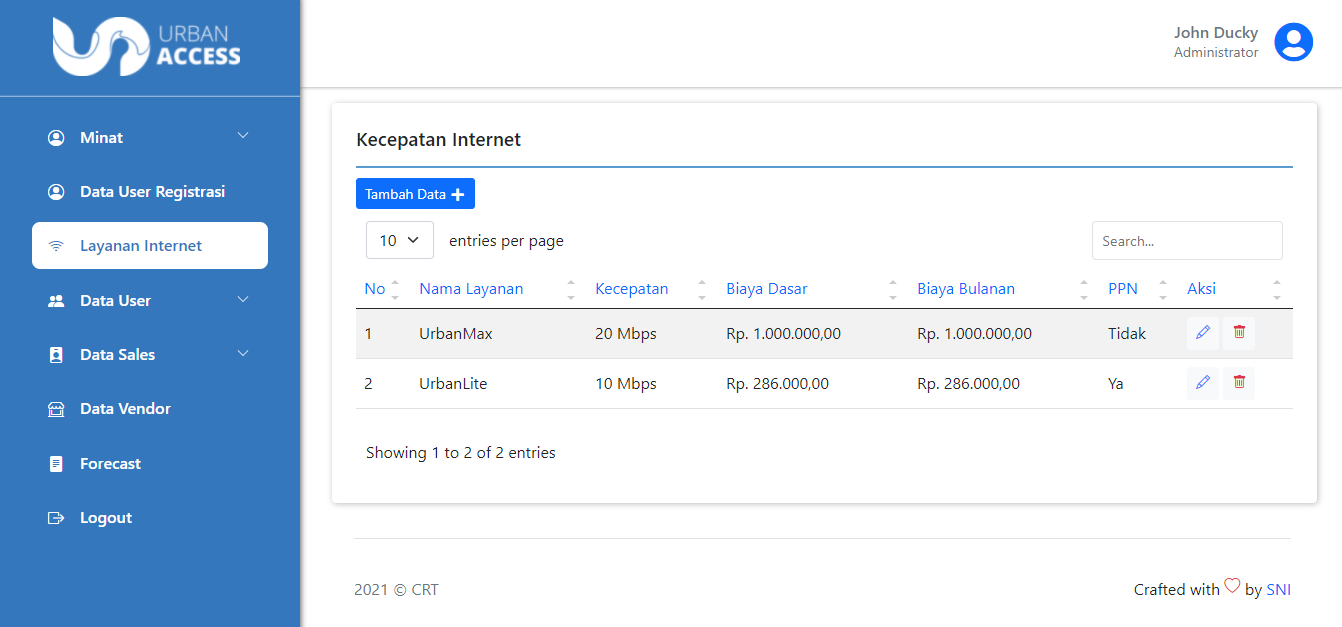 URBAN
ACCESS
John Ducky
Administrator
Minat
Data User Registrasi
Layanan Internet
Data User
Data Sales
Data Vendor
Forecast
Logout
Kecepatan Internet
Tambah Data
10 entries per page
Search...
No Nama Layanan Kecepatan Biaya Dasar Biaya Bulanan PPN Aksi
1 UrbanMax 20 Mbps Rp. 1.000.000,00 Rp. 1.000.000,00 Tidak
2 UrbanLite 10 Mbps Rp. 286.000,00 Rp. 286.000,00 Ya
Showing 1 to 2 of 2 entries
2021 © CRT
Crafted with ♡ by SNI